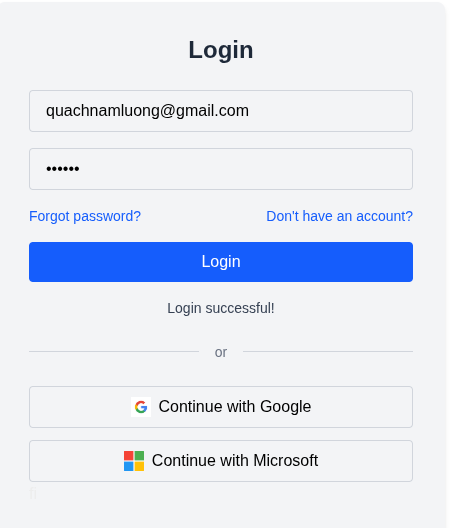 Login
quachnamluong@gmail.com
••••••
Forgot password? Don't have an account?
Login
Login successful!
or
Continue with Google
Continue with Microsoft